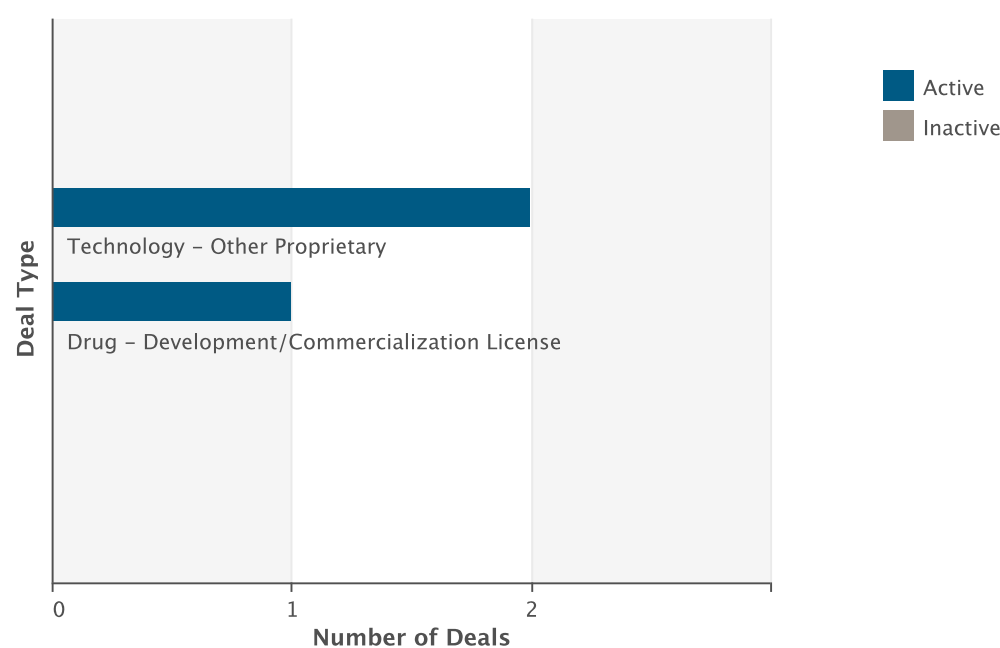 Active
Inactive
Technology – Other Proprietary
Drug – Development/Commercialization License
Deal Type
0 1 2
Number of Deals